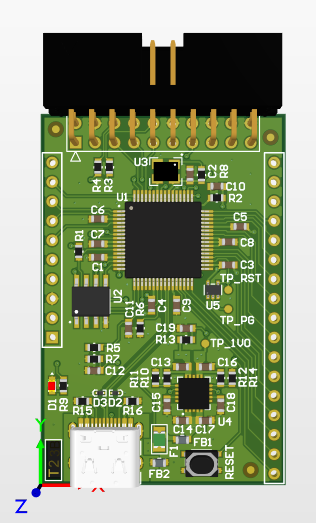 U3
C2
R8
R4
R3
C10
R2
U1
C6
C5
C7
C8
R1
C1
C3
TP_RST
U2
C11
R6
C4
C9
U5
TP_PG
C19
R13
TP_1V0
R5
R7
C12
C13
C16
R11
R10
R12
R14
D1
R9
D3D2
R15
R16
C15
C18
U4
C14
C17
F1
FB1
FB2
RESET
T2
Y
X
Z